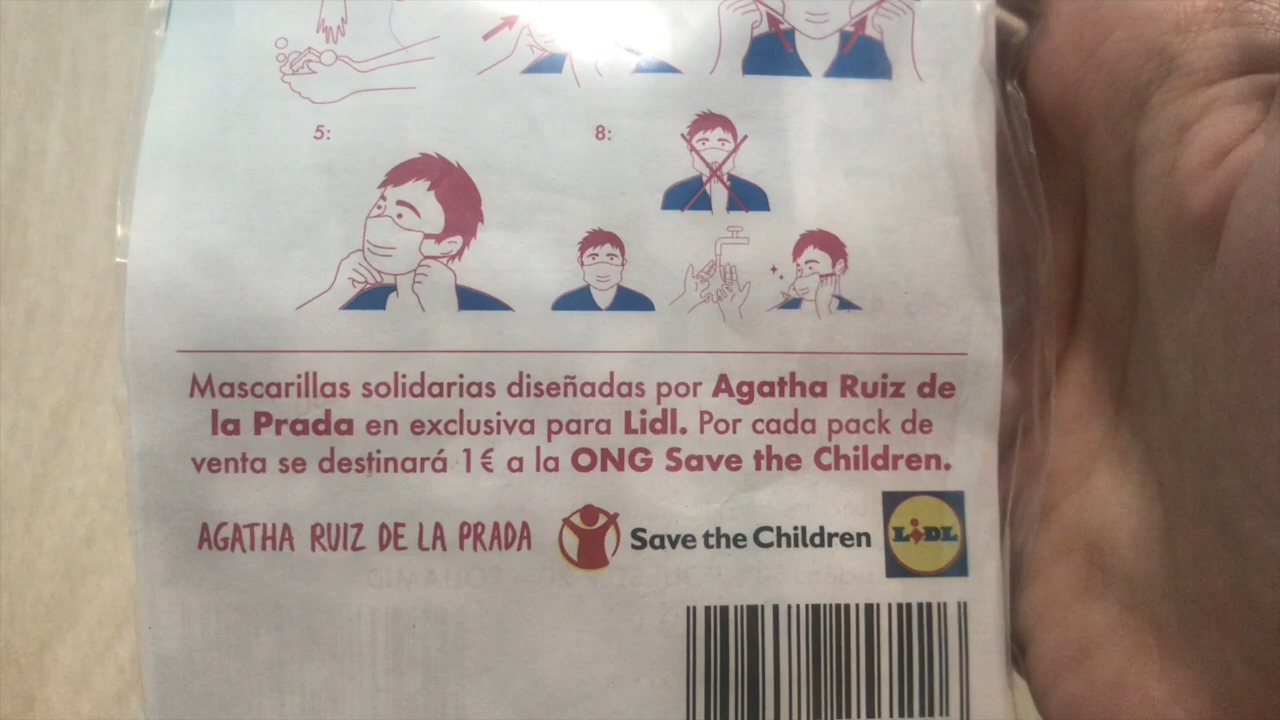 5:
8:
Mascarillas solidarias diseñadas por Agatha Ruiz de
la Prada en exclusiva para Lidl. Por cada pack de
venta se destinará 1€ a la ONG Save the Children.
AGATHA RUIZ DE LA PRADA
Save the Children
LIDL